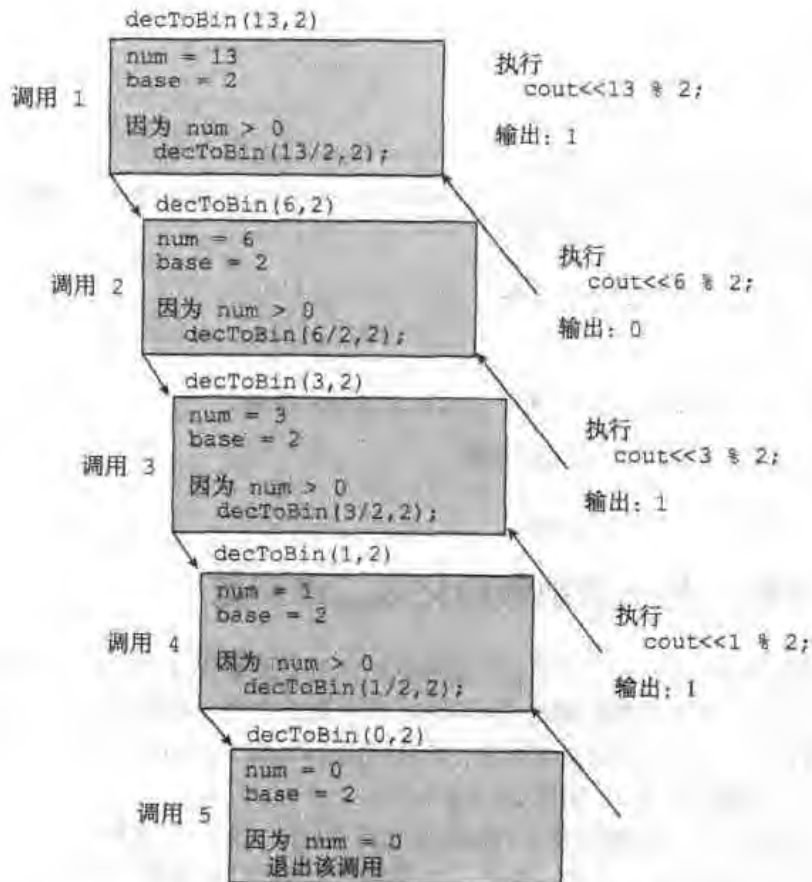 decToBin(13,2)
调用 1
num = 13
base = 2
因为 num > 0
decToBin(13/2,2);
执行
cout<<13 % 2;
输出: 1
decToBin(6,2)
调用 2
num = 6
base = 2
因为 num > 0
decToBin(6/2,2);
执行
cout<<6 % 2;
输出: 0
decToBin(3,2)
调用 3
num = 3
base = 2
因为 num > 0
decToBin(3/2,2);
执行
cout<<3 % 2;
输出: 1
decToBin(1,2)
调用 4
num = 1
base = 2
因为 num > 0
decToBin(1/2,2);
执行
cout<<1 % 2;
输出: 1
decToBin(0,2)
调用 5
num = 0
base = 2
因为 num = 0
退出该调用